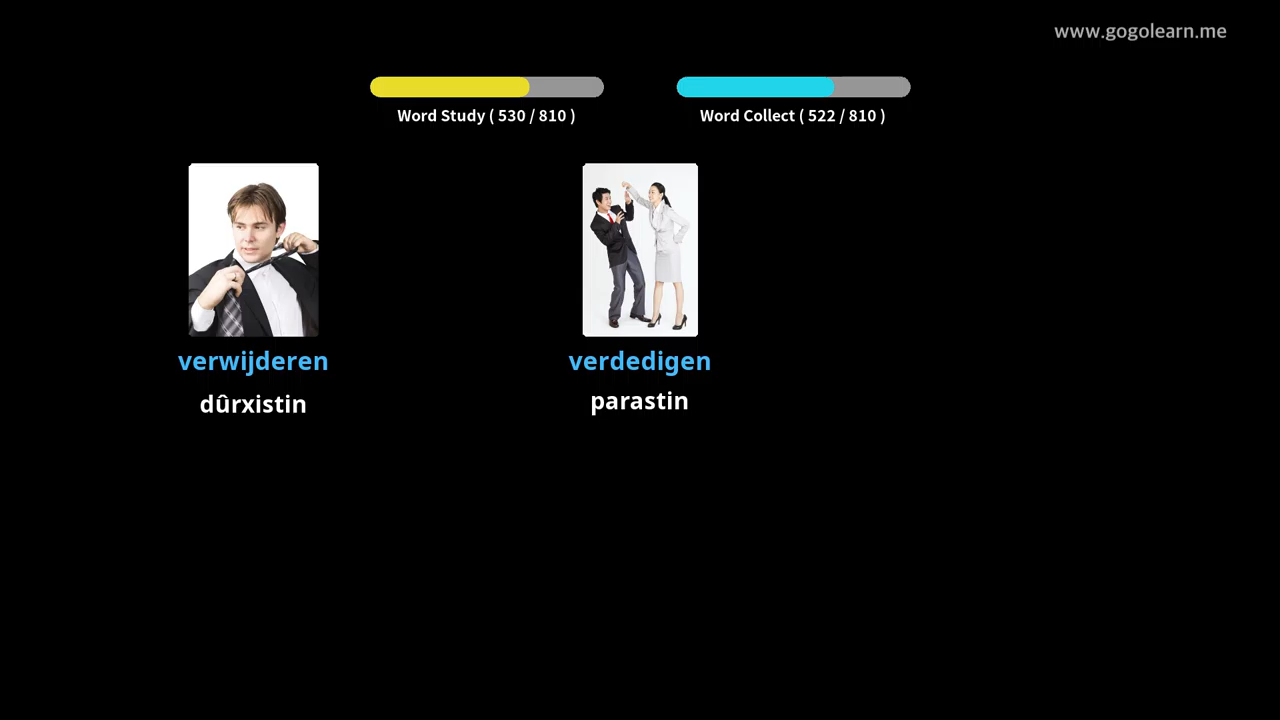 www.gogolearn.me
Word Study ( 530 / 810 )
Word Collect ( 522 / 810 )
verwijderen
dûrxistin
verdedigen
parastin